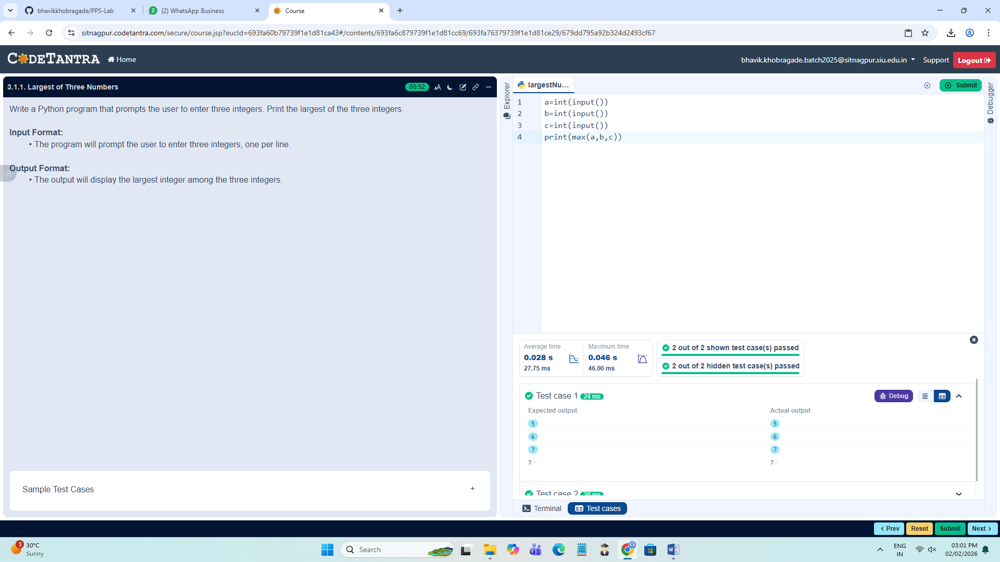 bhavikkhobragade/PPS-Lab
2
(2) WhatsApp Business
Course
sitnagpur.codetantra.com/secure/course.jsp?eucId=693fa60b79739f1e1d81ca43#/contents/693fa6c879739f1e1d81cc69/693fa76379739f1e1d81ce29/679dd795a92b324d2493cf67
CODETANTRA
Home
bhavik.khobragade.batch2025@sitnagpur.siu.edu.in
Support
Logout
3.1.1. Largest of Three Numbers
00:52
AA
Write a Python program that prompts the user to enter three integers. Print the largest of the three integers.
Input Format:
• The program will prompt the user to enter three integers, one per line.
Output Format:
• The output will display the largest integer among the three integers.
Sample Test Cases
+
Explorer
largestNu...
Submit
Debugger
1 a=int(input())
2 b=int(input())
3 c=int(input())
4 print(max(a,b,c))
Average time
0.028 s
27.75 ms
Maximum time
0.046 s
46.00 ms
2 out of 2 shown test case(s) passed
2 out of 2 hidden test case(s) passed
Test case 1 24 ms
Debug
Expected output Actual output
5 5
6 6
7 7
7 7
Test case 2 30 ms
Terminal
Test cases
< Prev
Reset
Submit
Next >
3
30°C
Sunny
Search
ENG
IN
03:01 PM
02/02/2026